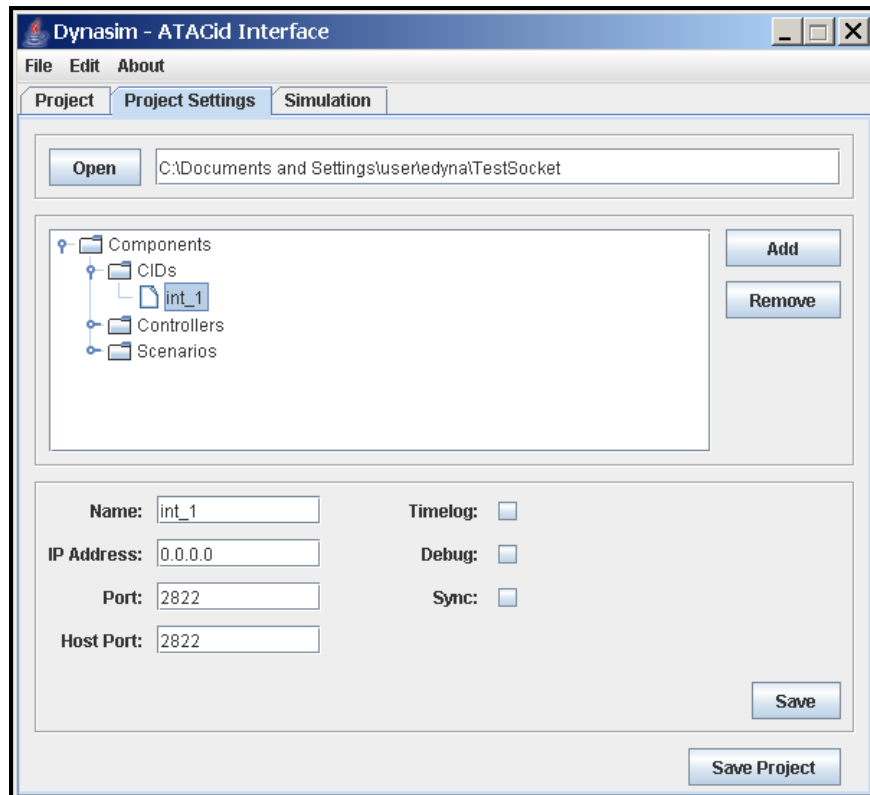 Dynasim - ATACid Interface
File Edit About
Project Project Settings Simulation
Open C:\Documents and Settings\user\edyna\TestSocket
Components
CIDs
int_1
Controllers
Scenarios
Add
Remove
Name: int_1 Timelog:
IP Address: 0.0.0.0 Debug:
Port: 2822 Sync:
Host Port: 2822
Save
Save Project